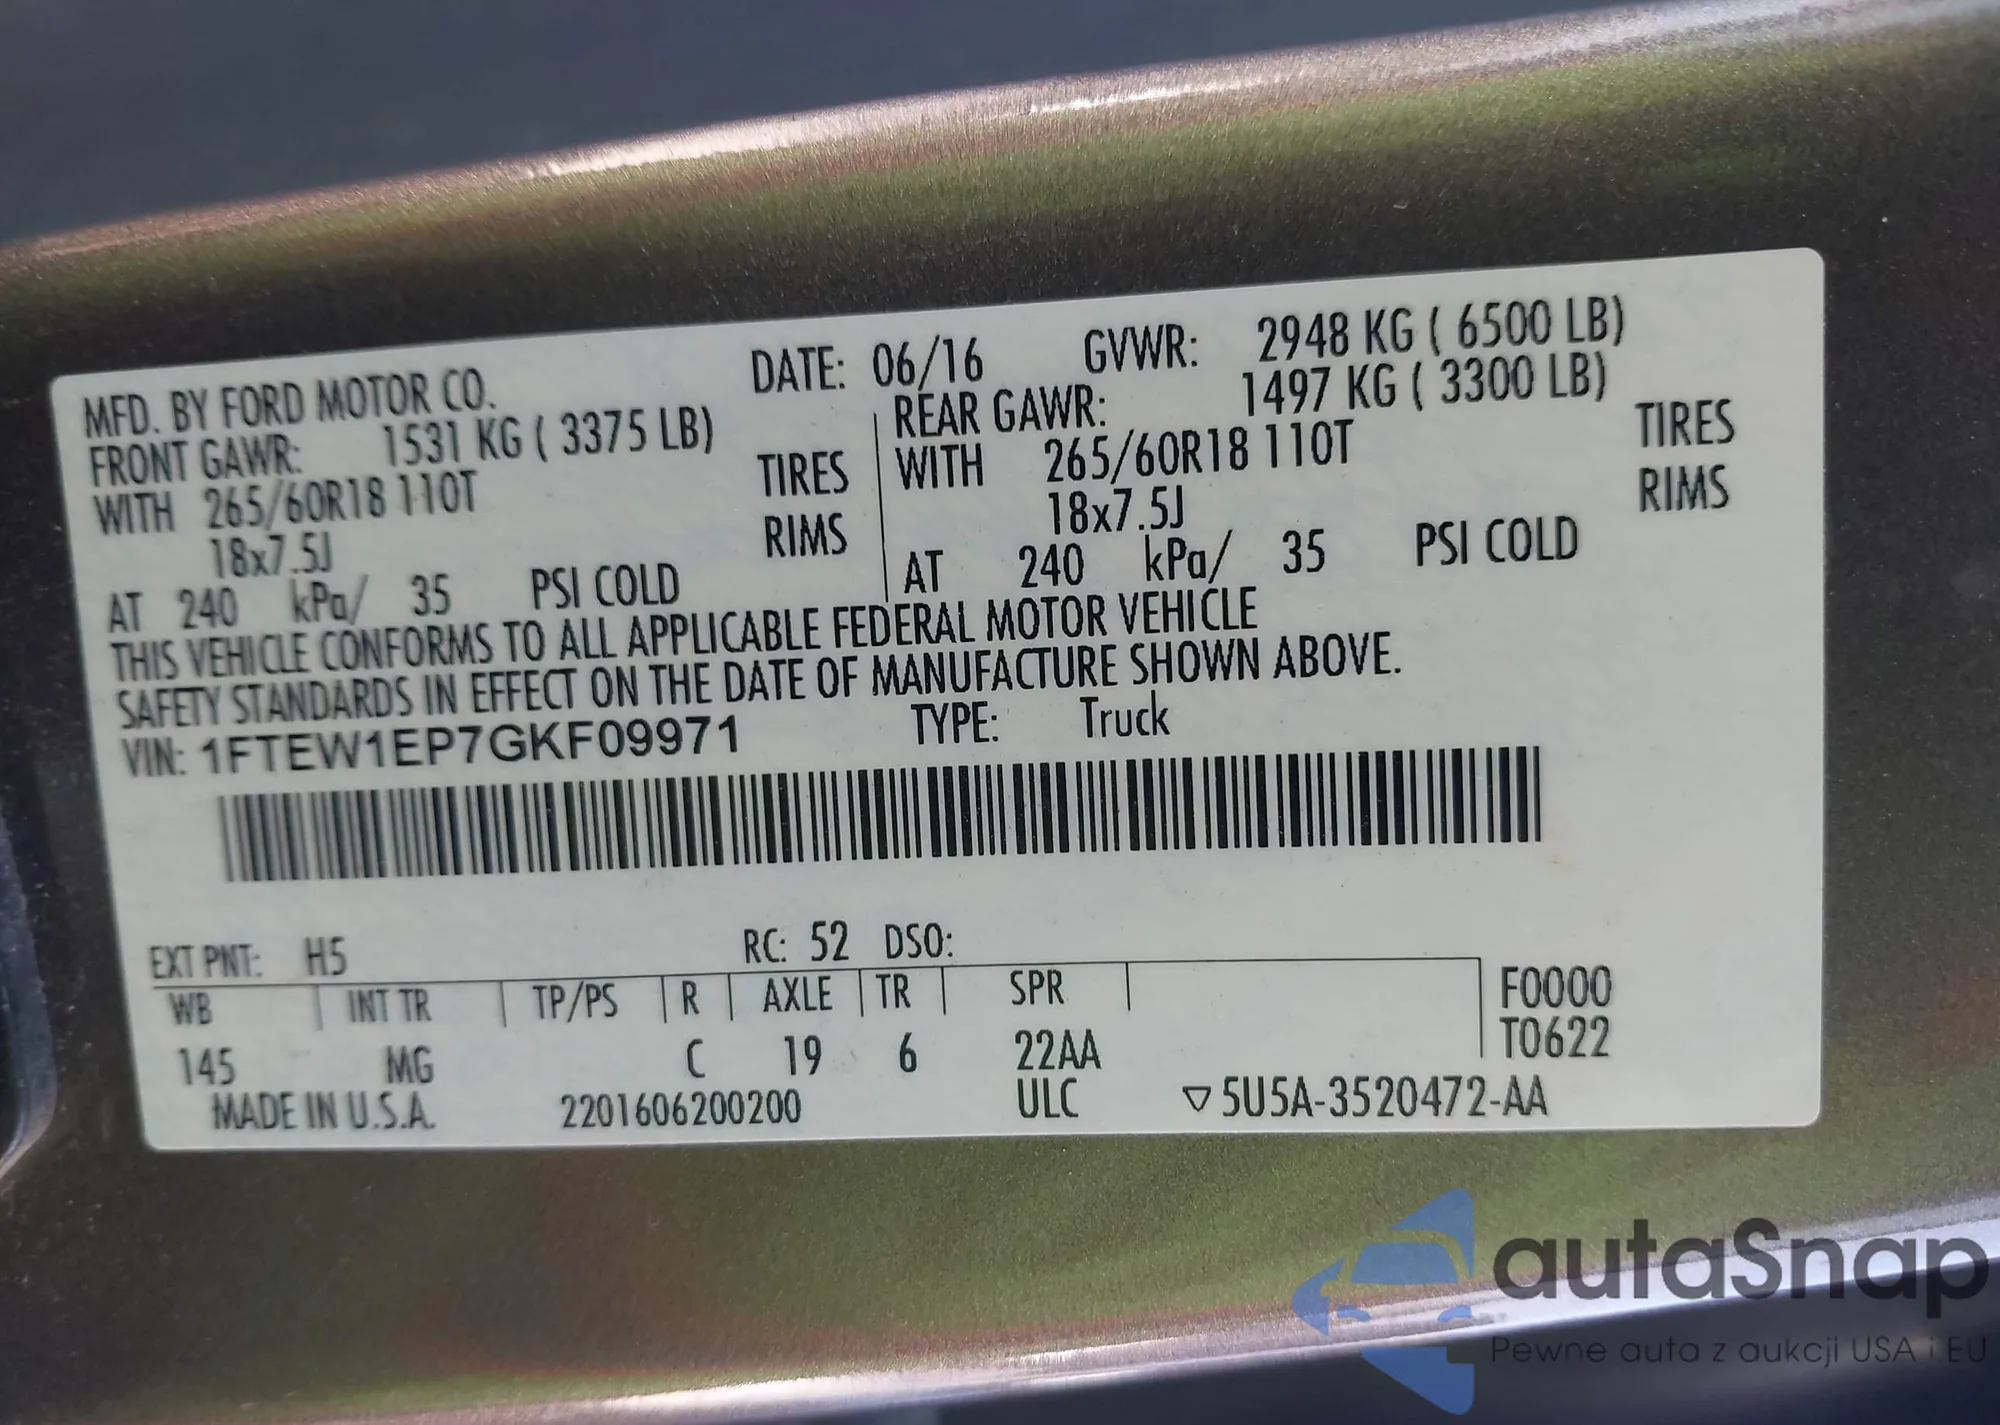 MFD. BY FORD MOTOR CO. DATE: 06/16 GVWR: 2948 KG ( 6500 LB)
FRONT GAWR: 1531 KG ( 3375 LB) REAR GAWR: 1497 KG ( 3300 LB)
WITH 265/60R18 110T TIRES WITH 265/60R18 110T TIRES
18x7.5J RIMS 18x7.5J RIMS
AT 240 kPa/ 35 PSI COLD AT 240 kPa/ 35 PSI COLD
THIS VEHICLE CONFORMS TO ALL APPLICABLE FEDERAL MOTOR VEHICLE
SAFETY STANDARDS IN EFFECT ON THE DATE OF MANUFACTURE SHOWN ABOVE.
VIN: 1FTEW1EP7GKF09971 TYPE: Truck
EXT PNT: H5 RC: 52 DSO:
WB INT TR TP/PS R AXLE TR SPR F0000
145 MG C 19 6 22AA T0622
MADE IN U.S.A. 2201606200200 ULC ▽5U5A-3520472-AA
autaSnap
Pewne auta z aukcji USA i EU